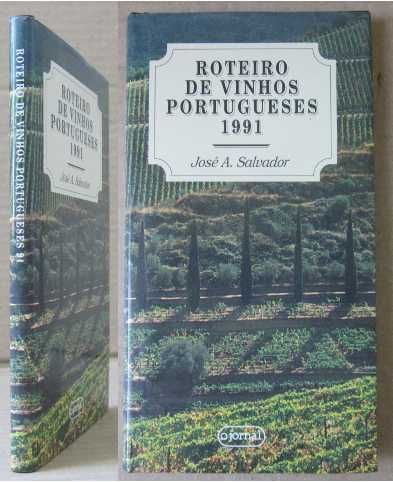 ROTEIRO DE VINHOS PORTUGUESES 91
ROTEIRO
DE VINHOS
PORTUGUESES
1991
José A. Salvador
ROTEIRO
DE VINHOS
PORTUGUESES
1991
José A. Salvador
o jornal